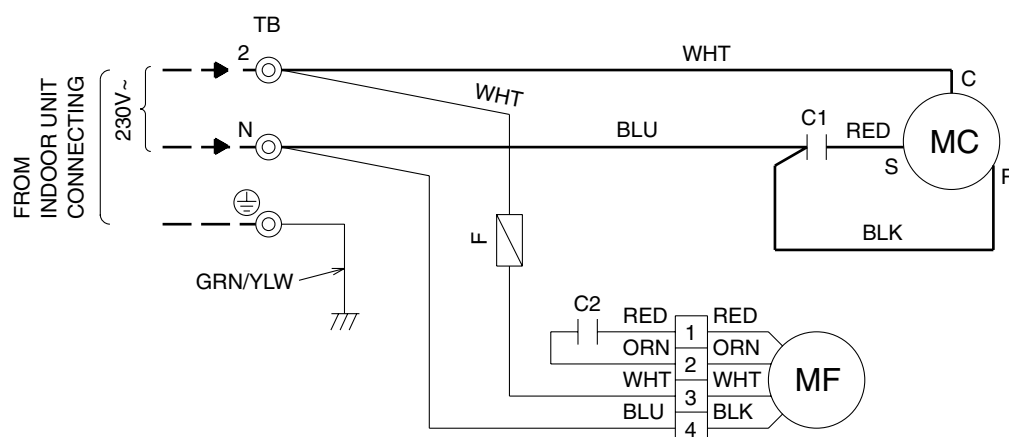 TB
2
WHT
C
WHT
FROM
INDOOR UNIT
CONNECTING
230V~
N
BLU
C1
RED
S
MC
R
BLK
F
GRN/YLW
C2
RED
1
RED
ORN
2
ORN
WHT
3
WHT
BLU
4
BLK
MF